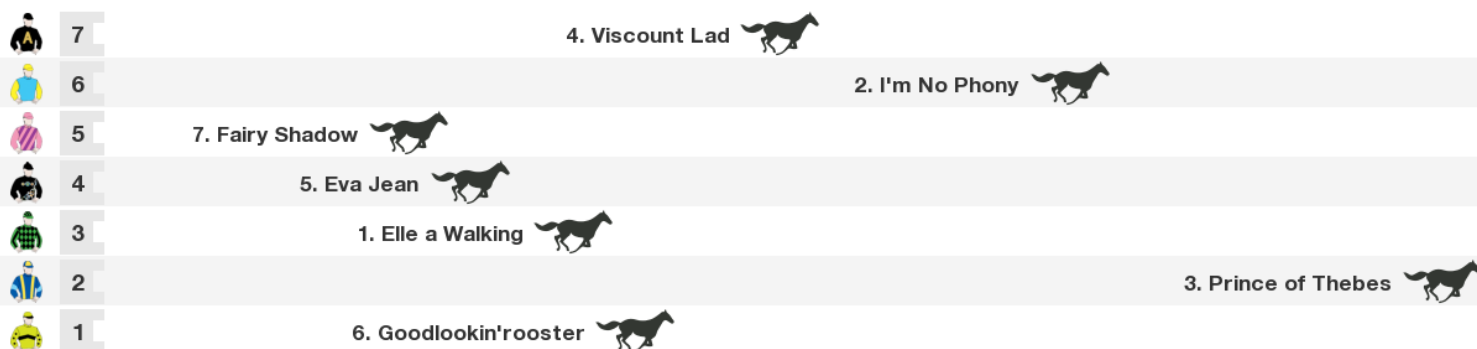 A 7 4. Viscount Lad
6 2. I'm No Phony
5 7. Fairy Shadow
4 5. Eva Jean
3 1. Elle a Walking
2 3. Prince of Thebes
1 6. Goodlookin'rooster